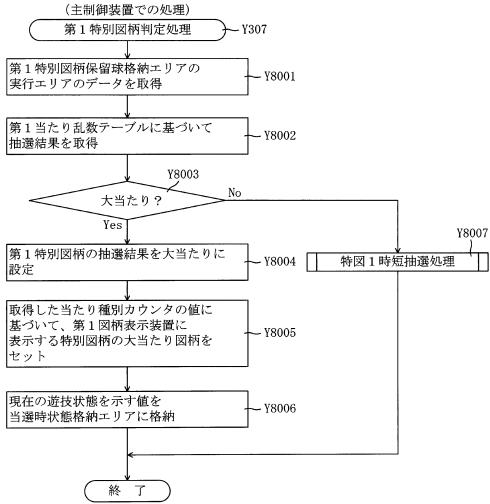 （主制御装置での処理）
第１特別図柄判定処理
Y307
第１特別図柄保留球格納エリアの
実行エリアのデータを取得
Y8001
第１当たり乱数テーブルに基づいて
抽選結果を取得
Y8002
Y8003
大当たり？
No
Yes
Y8007
特図１時短抽選処理
第１特別図柄の抽選結果を大当たりに
設定
Y8004
取得した当たり種別カウンタの値に
基づいて、第１図柄表示装置に
表示する特別図柄の大当たり図柄を
セット
Y8005
現在の遊技状態を示す値を
当選時状態格納エリアに格納
Y8006
終　了